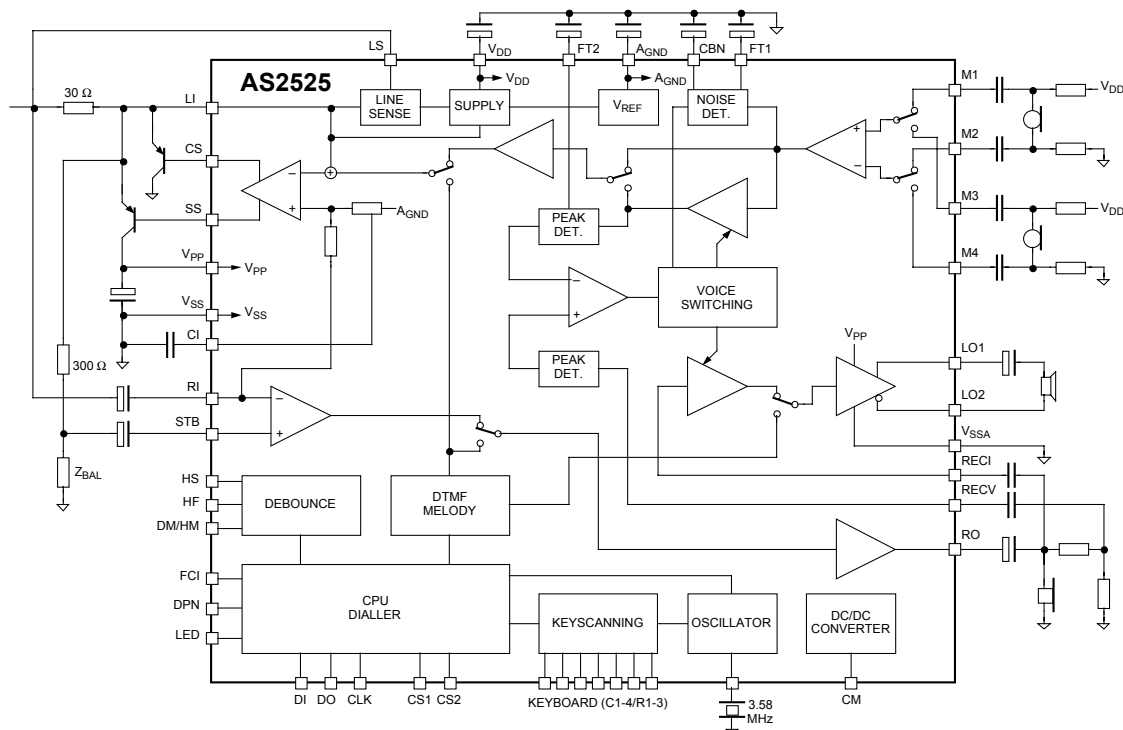 LS
VDD
FT2
AGND
CBN
FT1
AS2525
VDD
AGND
M1
VDD
30 Ω
LI
LINE
SENSE
SUPPLY
VREF
NOISE
DET.
M2
CS
+
−
−
+
M3
VDD
SS
+
AGND
PEAK
DET.
M4
VPP
VPP
−
+
VOICE
SWITCHING
VSS
VSS
CI
VPP
LO1
300 Ω
PEAK
DET.
RI
−
LO2
STB
+
VSSA
ZBAL
RECI
HS
RECV
HF
DEBOUNCE
DTMF
MELODY
DM/HM
RO
FCI
CPU
DIALLER
DPN
KEYSCANNING
OSCILLATOR
DC/DC
CONVERTER
LED
DI
DO
CLK
CS1
CS2
KEYBOARD (C1-4/R1-3)
3.58
MHz
CM